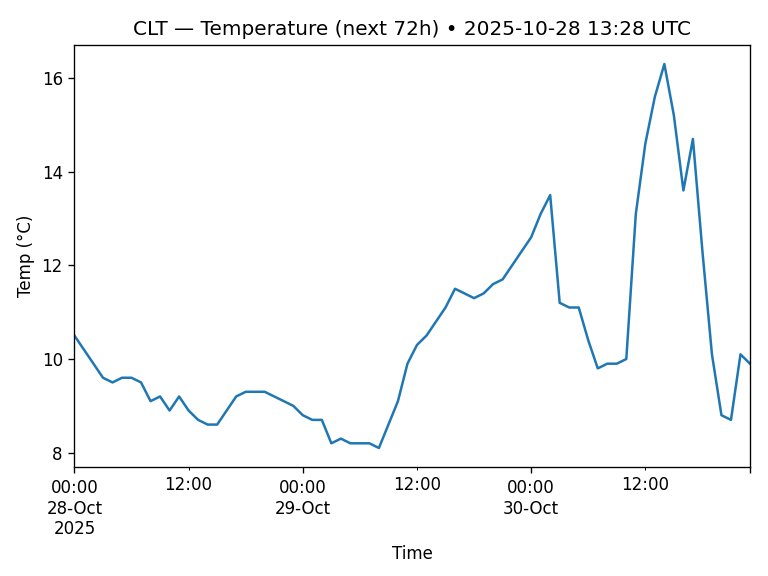 CLT — Temperature (next 72h) • 2025-10-28 13:28 UTC
Temp (°C)
16
14
12
10
8
00:00 12:00 00:00 12:00 00:00 12:00
28-Oct 29-Oct 30-Oct
2025
Time